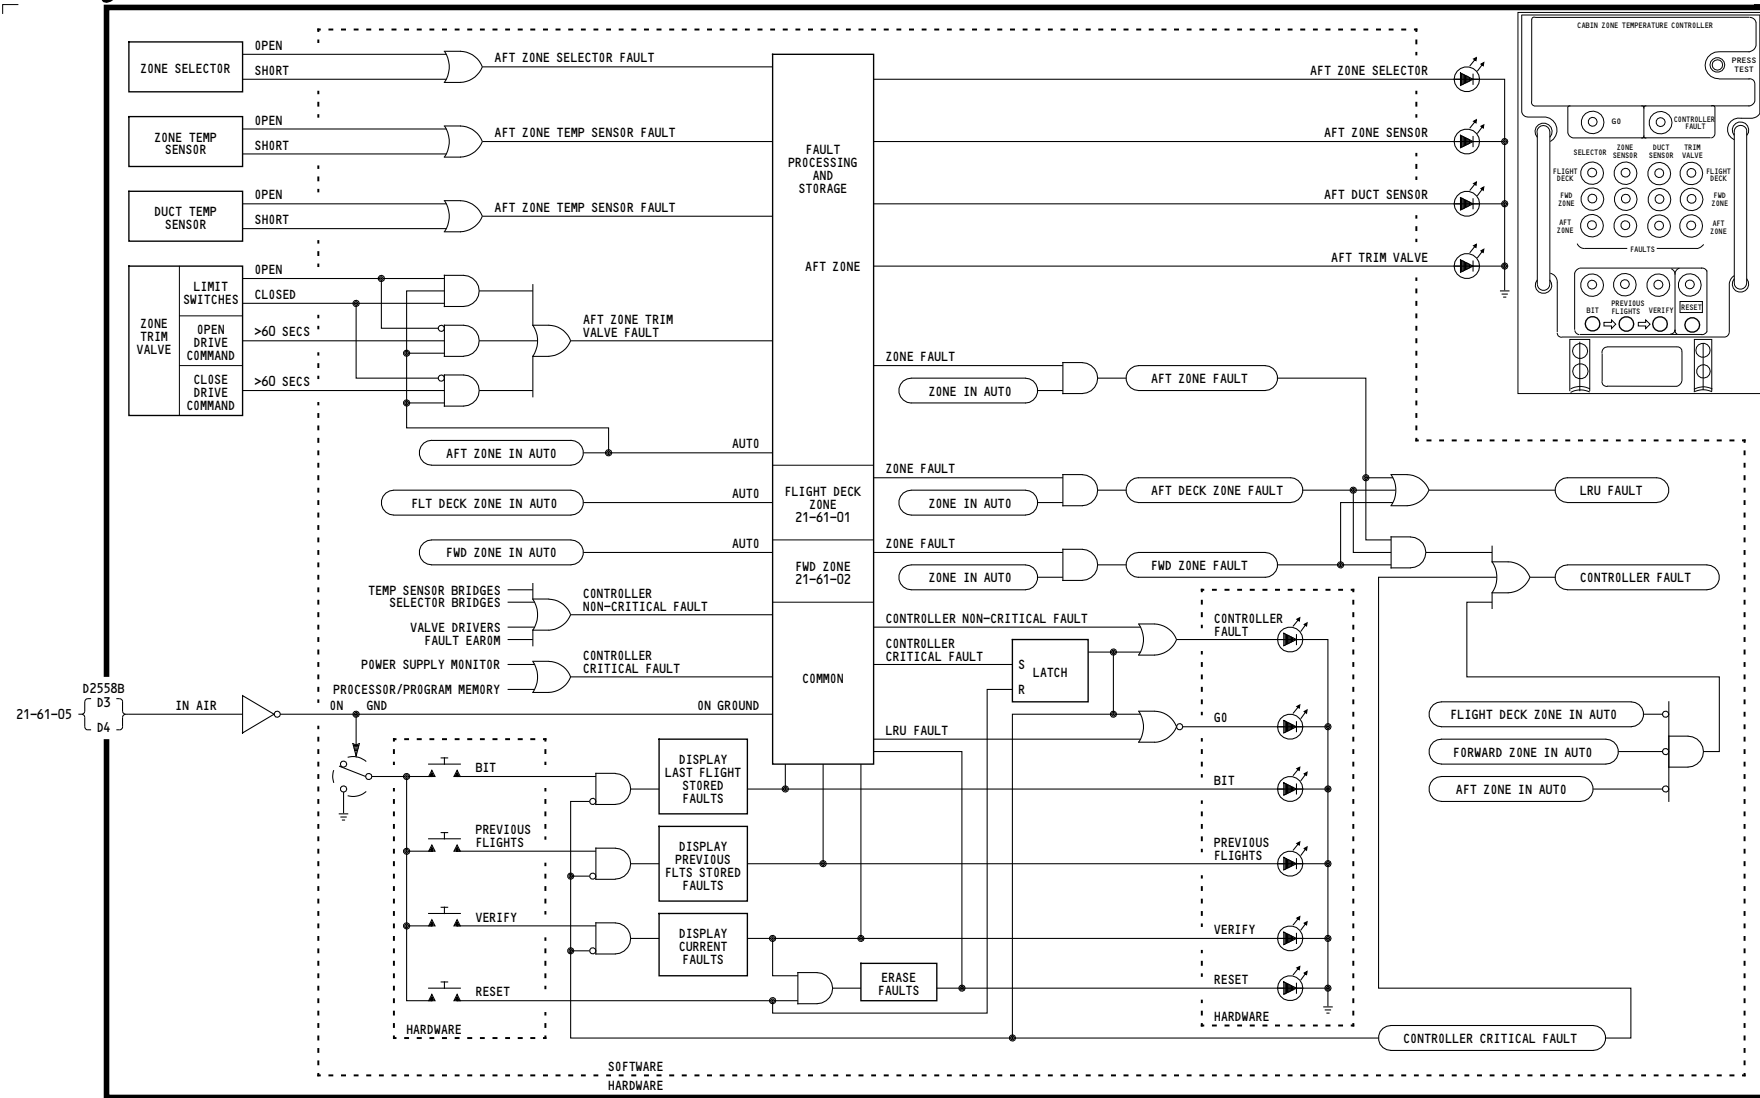 CABIN ZONE TEMPERATURE CONTROLLER
PRESS
TEST
GO
CONTROLLER
FAULT
SELECTOR
ZONE
SENSOR
DUCT
SENSOR
TRIM
VALVE
FLIGHT
DECK
FLIGHT
DECK
FWD
ZONE
FWD
ZONE
AFT
ZONE
AFT
ZONE
FAULTS
BIT
PREVIOUS
FLIGHTS
VERIFY
RESET
ZONE SELECTOR
OPEN
SHORT
AFT ZONE SELECTOR FAULT
ZONE TEMP
SENSOR
OPEN
SHORT
AFT ZONE TEMP SENSOR FAULT
DUCT TEMP
SENSOR
OPEN
SHORT
AFT ZONE TEMP SENSOR FAULT
ZONE
TRIM
VALVE
LIMIT
SWITCHES
OPEN
DRIVE
COMMAND
CLOSE
DRIVE
COMMAND
OPEN
CLOSED
>60 SECS
>60 SECS
AFT ZONE TRIM
VALVE FAULT
FAULT
PROCESSING
AND
STORAGE
AFT ZONE
AFT ZONE SELECTOR
AFT ZONE SENSOR
AFT DUCT SENSOR
AFT TRIM VALVE
AFT ZONE IN AUTO
AUTO
FLT DECK ZONE IN AUTO
AUTO
FWD ZONE IN AUTO
AUTO
FLIGHT DECK
ZONE
21-61-01
FWD ZONE
21-61-02
COMMON
ZONE FAULT
ZONE IN AUTO
AFT ZONE FAULT
ZONE FAULT
ZONE IN AUTO
AFT DECK ZONE FAULT
ZONE FAULT
ZONE IN AUTO
FWD ZONE FAULT
LRU FAULT
CONTROLLER FAULT
TEMP SENSOR BRIDGES
SELECTOR BRIDGES
VALVE DRIVERS
FAULT EAROM
CONTROLLER
NON-CRITICAL FAULT
POWER SUPPLY MONITOR
PROCESSOR/PROGRAM MEMORY
CONTROLLER
CRITICAL FAULT
CONTROLLER NON-CRITICAL FAULT
CONTROLLER
CRITICAL FAULT
S
R
LATCH
LRU FAULT
D2558B
D3
D4
21-61-05
IN AIR
ON GND
ON GROUND
BIT
PREVIOUS
FLIGHTS
VERIFY
RESET
HARDWARE
DISPLAY
LAST FLIGHT
STORED
FAULTS
DISPLAY
PREVIOUS
FLTS STORED
FAULTS
DISPLAY
CURRENT
FAULTS
ERASE
FAULTS
CONTROLLER
FAULT
GO
BIT
PREVIOUS
FLIGHTS
VERIFY
RESET
HARDWARE
FLIGHT DECK ZONE IN AUTO
FORWARD ZONE IN AUTO
AFT ZONE IN AUTO
CONTROLLER CRITICAL FAULT
SOFTWARE
HARDWARE